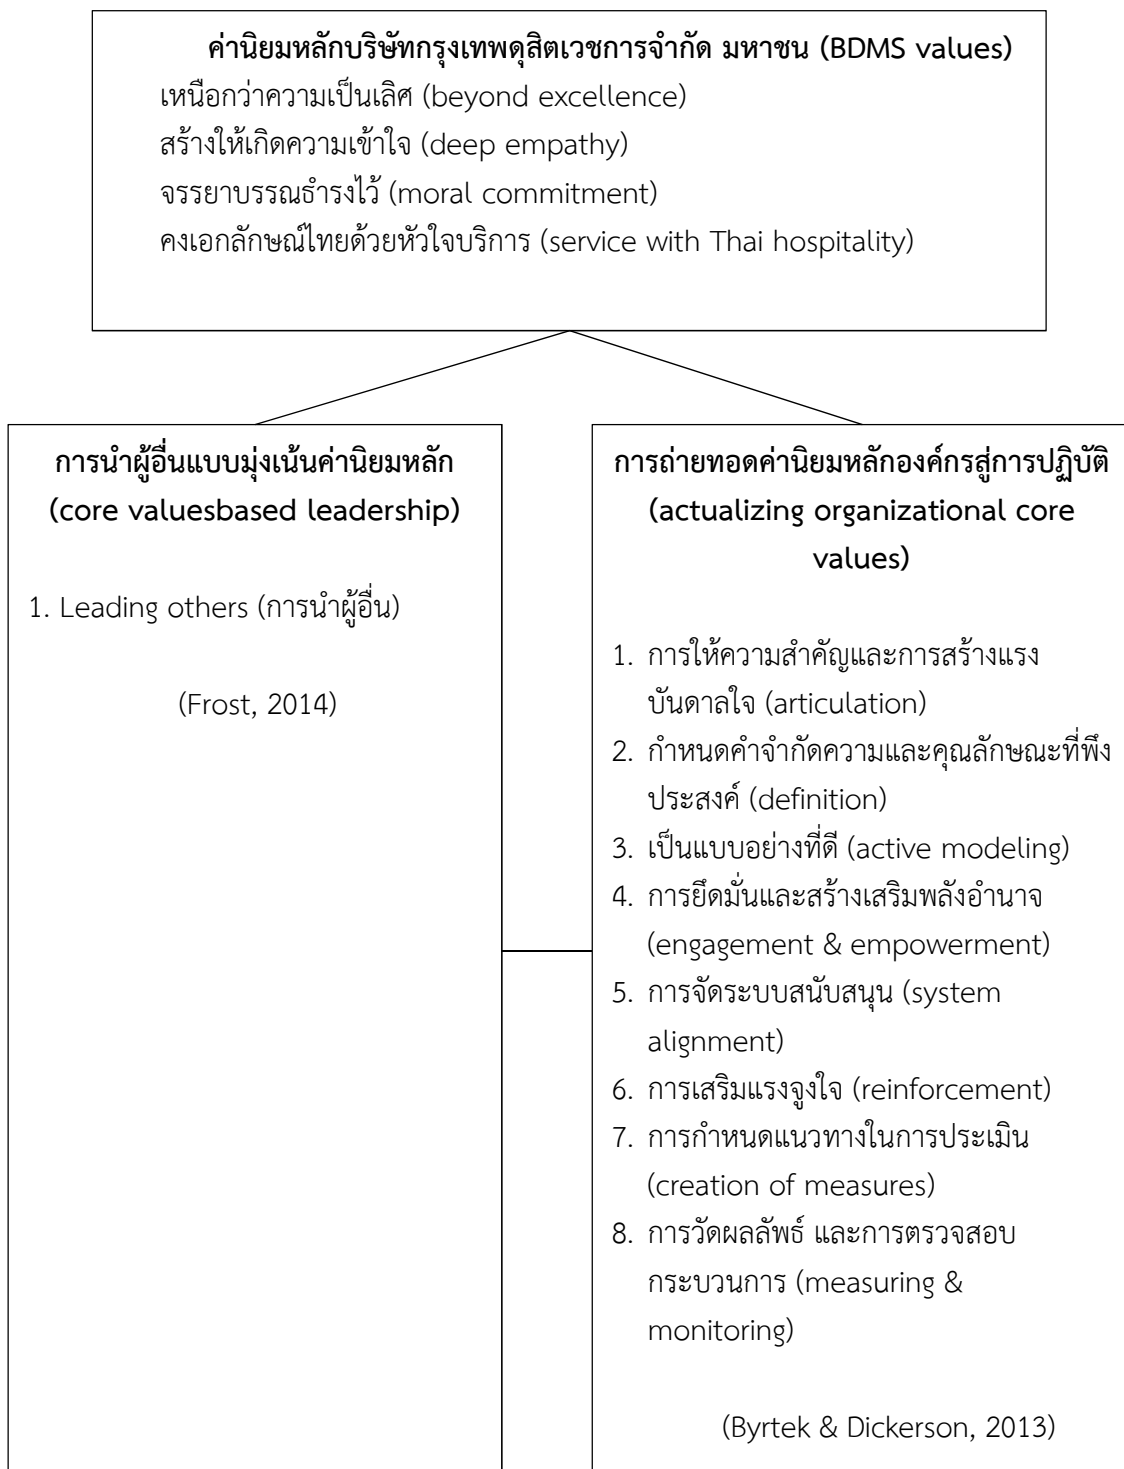 ค่านิยมหลักบริษัทกรุงเทพดุสิตเวชการจำกัด มหาชน (BDMS values)
เหนือกว่าความเป็นเลิศ (beyond excellence)
สร้างให้เกิดความเข้าใจ (deep empathy)
จรรยาบรรณธำรงไว้ (moral commitment)
คงเอกลักษณ์ไทยด้วยหัวใจบริการ (service with Thai hospitality)
การนำผู้อื่นแบบมุ่งเน้นค่านิยมหลัก
(core valuesbased leadership)
1. Leading others (การนำผู้อื่น)
(Frost, 2014)
การถ่ายทอดค่านิยมหลักองค์กรสู่การปฏิบัติ
(actualizing organizational core
values)
1. การให้ความสำคัญและการสร้างแรง
บันดาลใจ (articulation)
2. กำหนดคำจำกัดความและคุณลักษณะที่พึง
ประสงค์ (definition)
3. เป็นแบบอย่างที่ดี (active modeling)
4. การยึดมั่นและสร้างเสริมพลังอำนาจ
(engagement & empowerment)
5. การจัดระบบสนับสนุน (system
alignment)
6. การเสริมแรงจูงใจ (reinforcement)
7. การกำหนดแนวทางในการประเมิน
(creation of measures)
8. การวัดผลลัพธ์ และการตรวจสอบ
กระบวนการ (measuring &
monitoring)
(Byrtek & Dickerson, 2013)